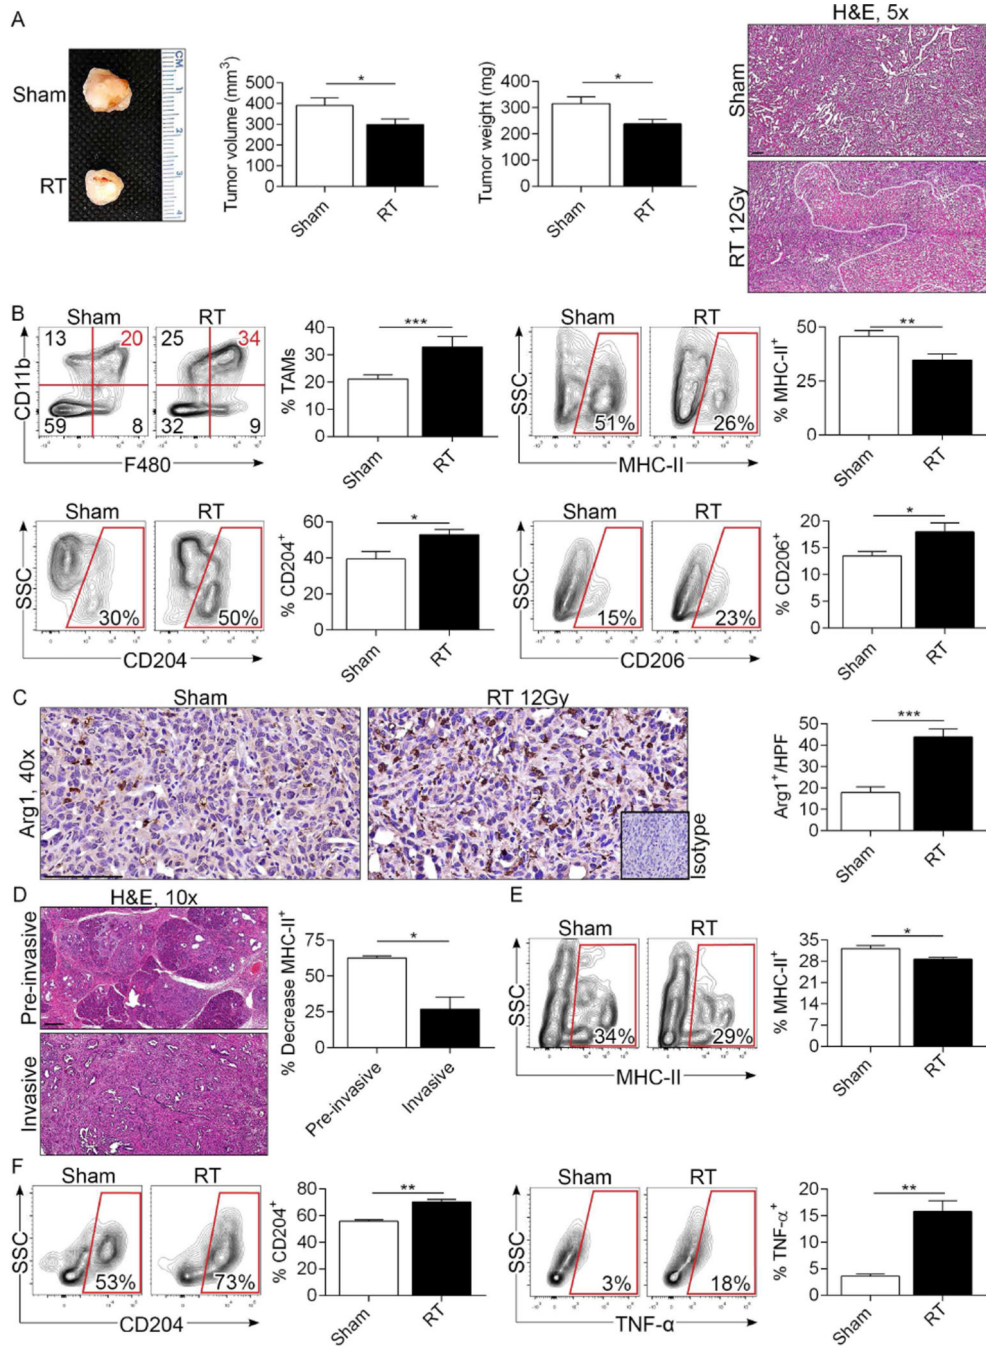 A
Sham
RT
CM
1
2
3
4
Tumor volume (mm³)
500
400
300
200
100
0
*
Sham
RT
Tumor weight (mg)
400
300
200
100
0
*
Sham
RT
H&E, 5x
Sham
RT 12Gy
B
Sham
RT
13
20
59
8
25
34
32
9
CD11b
F480
% TAMs
40
30
20
10
0
***
Sham
RT
Sham
RT
SSC
51%
26%
MHC-II
% MHC-II⁺
50
25
0
**
Sham
RT
Sham
RT
SSC
30%
50%
CD204
% CD204⁺
60
40
20
0
*
Sham
RT
Sham
RT
SSC
15%
23%
CD206
% CD206⁺
20
15
10
5
0
*
Sham
RT
C
Sham
RT 12Gy
Arg1, 40x
Isotype
Arg1⁺/HPF
50
40
30
20
10
0
***
Sham
RT
D
H&E, 10x
Pre-invasive
Invasive
% Decrease MHC-II⁺
75
50
25
0
*
Pre-invasive
Invasive
E
Sham
RT
SSC
34%
29%
MHC-II
% MHC-II⁺
35
28
21
14
7
0
*
Sham
RT
F
Sham
RT
SSC
53%
73%
CD204
% CD204⁺
80
60
40
20
0
**
Sham
RT
Sham
RT
SSC
3%
18%
TNF-α
% TNF-α⁺
20
15
10
5
0
**
Sham
RT